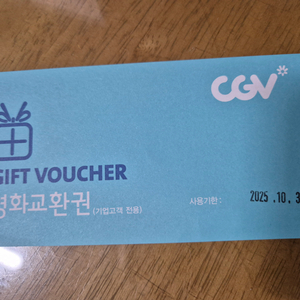 CGV
GIFT VOUCHER
영화교환권 (기업고객 전용)
사용기한 : 2025 .10. 3